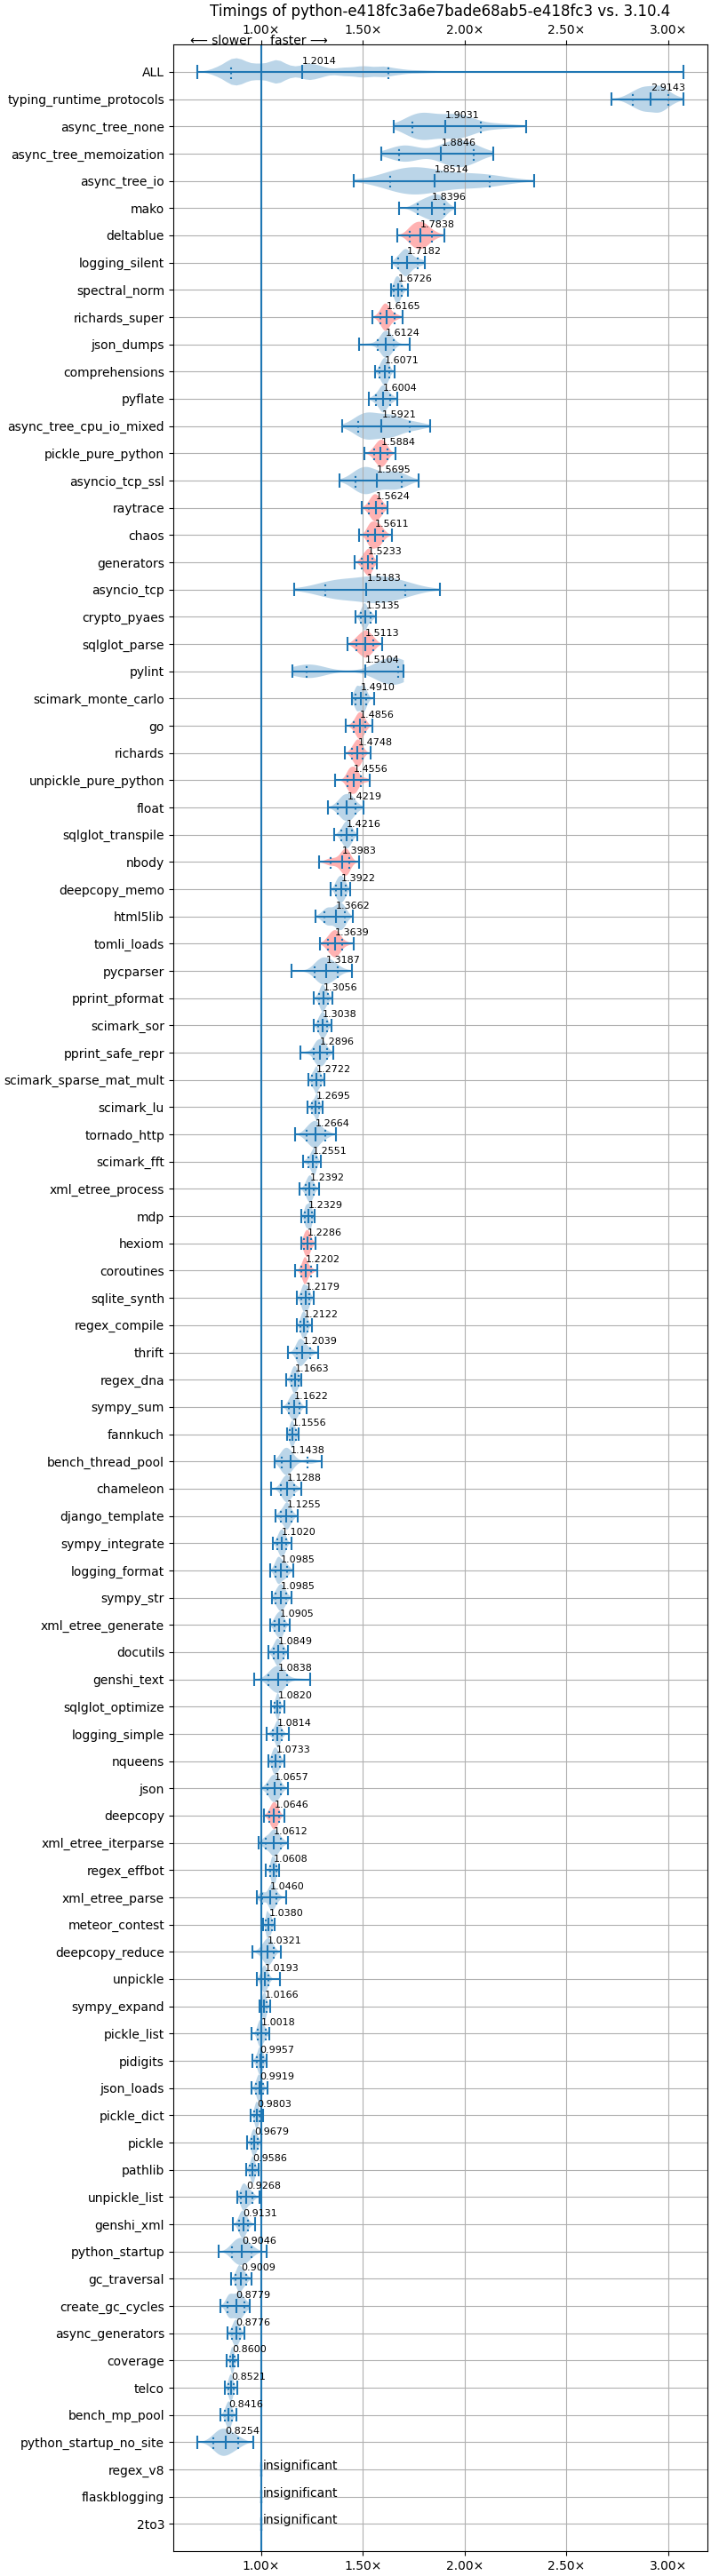 Timings of python-e418fc3a6e7bade68ab5-e418fc3 vs. 3.10.4
1.00× 1.50× 2.00× 2.50× 3.00×
⟵ slower faster ⟶
ALL 1.2014
typing_runtime_protocols 2.9143
async_tree_none 1.9031
async_tree_memoization 1.8846
async_tree_io 1.8514
mako 1.8396
deltablue 1.7838
logging_silent 1.7182
spectral_norm 1.6726
richards_super 1.6165
json_dumps 1.6124
comprehensions 1.6071
pyflate 1.6004
async_tree_cpu_io_mixed 1.5921
pickle_pure_python 1.5884
asyncio_tcp_ssl 1.5695
raytrace 1.5624
chaos 1.5611
generators 1.5233
asyncio_tcp 1.5183
crypto_pyaes 1.5135
sqlglot_parse 1.5113
pylint 1.5104
scimark_monte_carlo 1.4910
go 1.4856
richards 1.4748
unpickle_pure_python 1.4556
float 1.4219
sqlglot_transpile 1.4216
nbody 1.3983
deepcopy_memo 1.3922
html5lib 1.3662
tomli_loads 1.3639
pycparser 1.3187
pprint_pformat 1.3056
scimark_sor 1.3038
pprint_safe_repr 1.2896
scimark_sparse_mat_mult 1.2722
scimark_lu 1.2695
tornado_http 1.2664
scimark_fft 1.2551
xml_etree_process 1.2392
mdp 1.2329
hexiom 1.2286
coroutines 1.2202
sqlite_synth 1.2179
regex_compile 1.2122
thrift 1.2039
regex_dna 1.1663
sympy_sum 1.1622
fannkuch 1.1556
bench_thread_pool 1.1438
chameleon 1.1288
django_template 1.1255
sympy_integrate 1.1020
logging_format 1.0985
sympy_str 1.0985
xml_etree_generate 1.0905
docutils 1.0849
genshi_text 1.0838
sqlglot_optimize 1.0820
logging_simple 1.0814
nqueens 1.0733
json 1.0657
deepcopy 1.0646
xml_etree_iterparse 1.0612
regex_effbot 1.0608
xml_etree_parse 1.0460
meteor_contest 1.0380
deepcopy_reduce 1.0321
unpickle 1.0193
sympy_expand 1.0166
pickle_list 1.0018
pidigits 0.9957
json_loads 0.9919
pickle_dict 0.9803
pickle 0.9679
pathlib 0.9586
unpickle_list 0.9268
genshi_xml 0.9131
python_startup 0.9046
gc_traversal 0.9009
create_gc_cycles 0.8779
async_generators 0.8776
coverage 0.8600
telco 0.8521
bench_mp_pool 0.8416
python_startup_no_site 0.8254
regex_v8 insignificant
flaskblogging insignificant
2to3 insignificant
1.00× 1.50× 2.00× 2.50× 3.00×